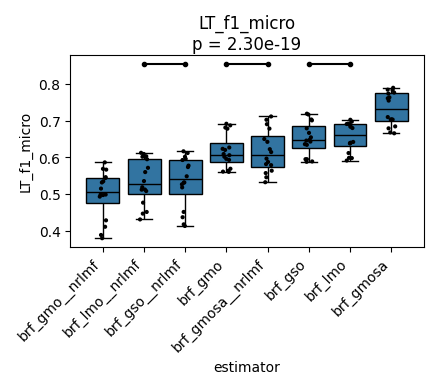 LT_f1_micro
p = 2.30e-19
LT_f1_micro
0.8
0.7
0.6
0.5
0.4
brf_gmo__nrlmf
brf_lmo__nrlmf
brf_gso__nrlmf
brf_gmo
brf_gmosa__nrlmf
brf_gso
brf_lmo
brf_gmosa
estimator